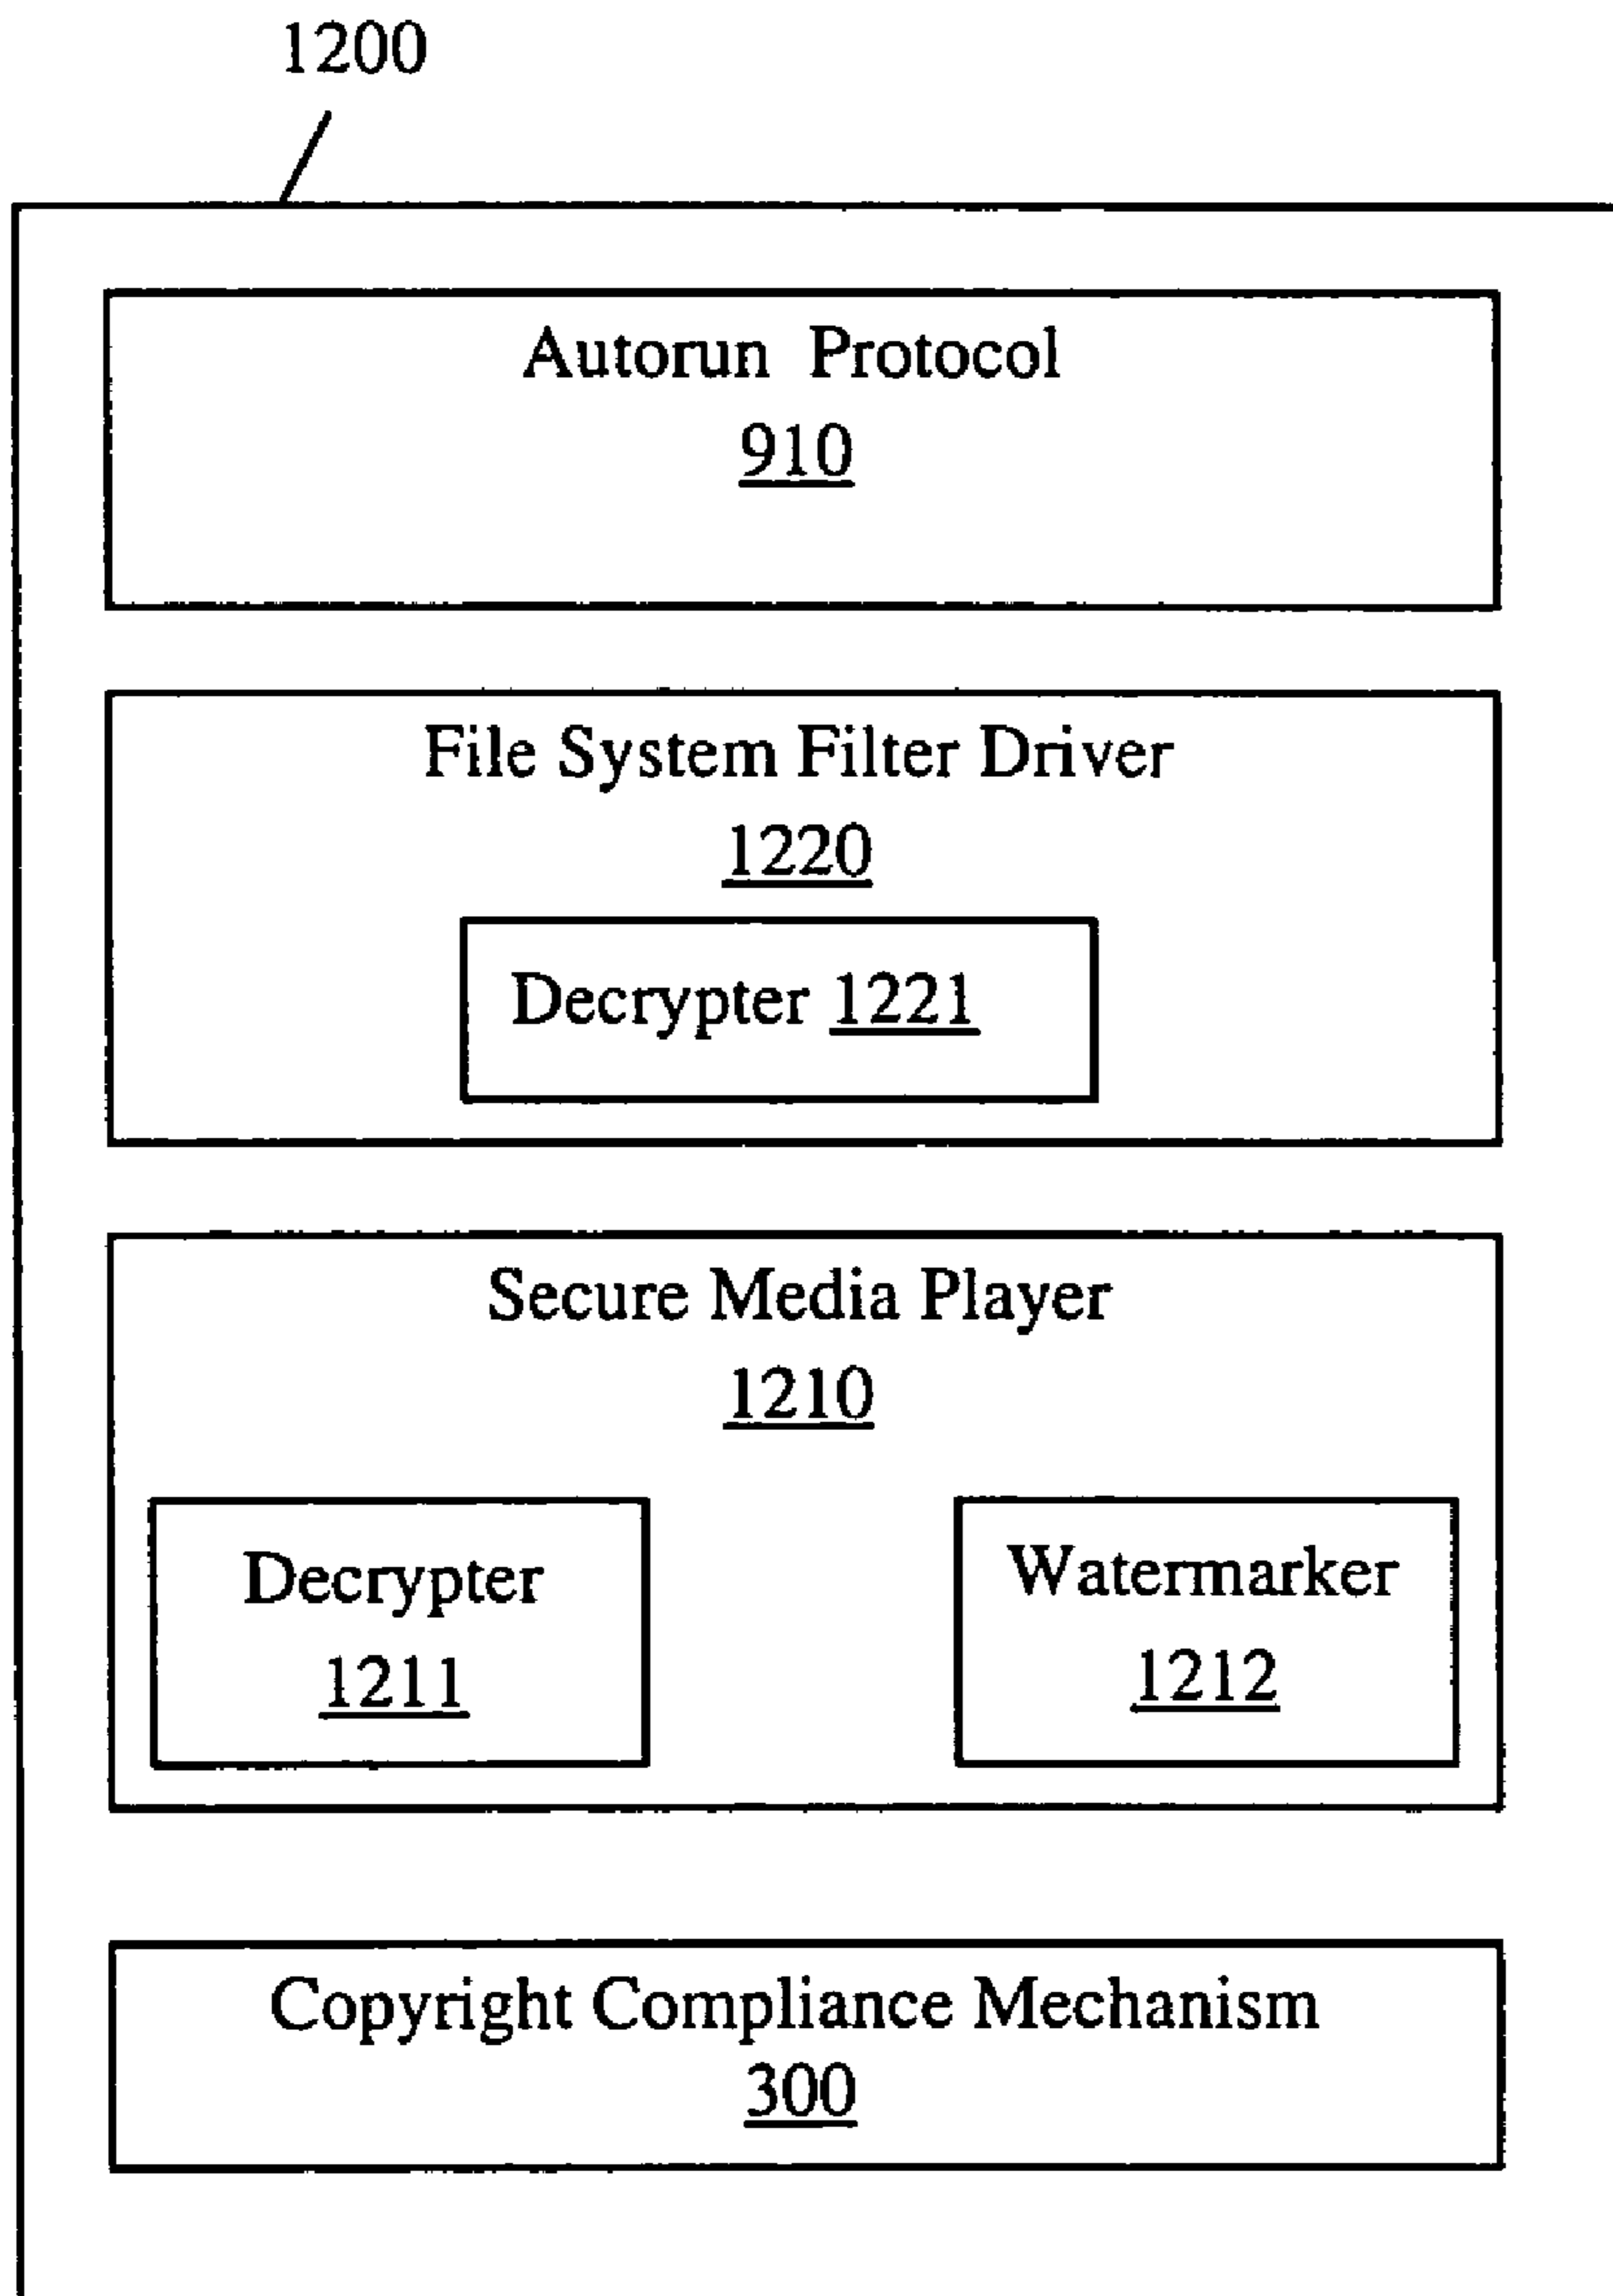 1200
Autorun Protocol
910
File System Filter Driver
1220
Decrypter 1221
Secure Media Player
1210
Decrypter
1211
Watermarker
1212
Copyright Compliance Mechanism
300